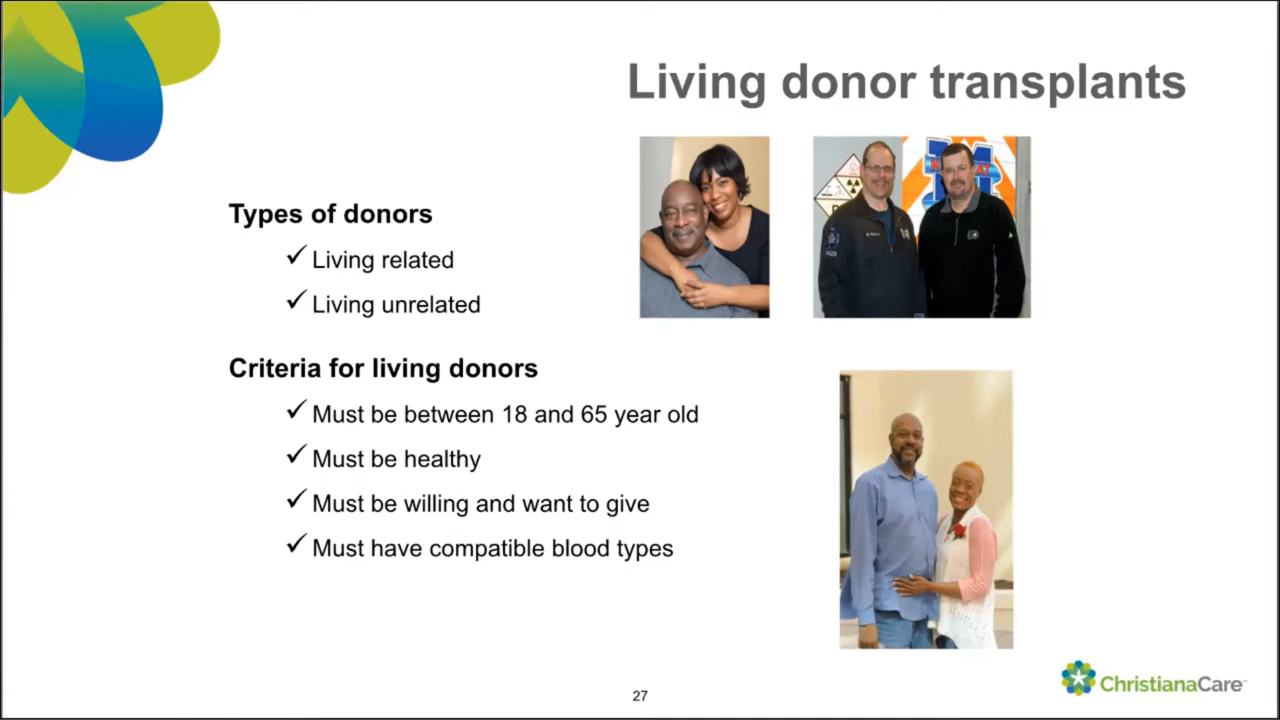 Living donor transplants
Types of donors
✓ Living related
✓ Living unrelated
Criteria for living donors
✓ Must be between 18 and 65 year old
✓ Must be healthy
✓ Must be willing and want to give
✓ Must have compatible blood types
27
ChristianaCare™